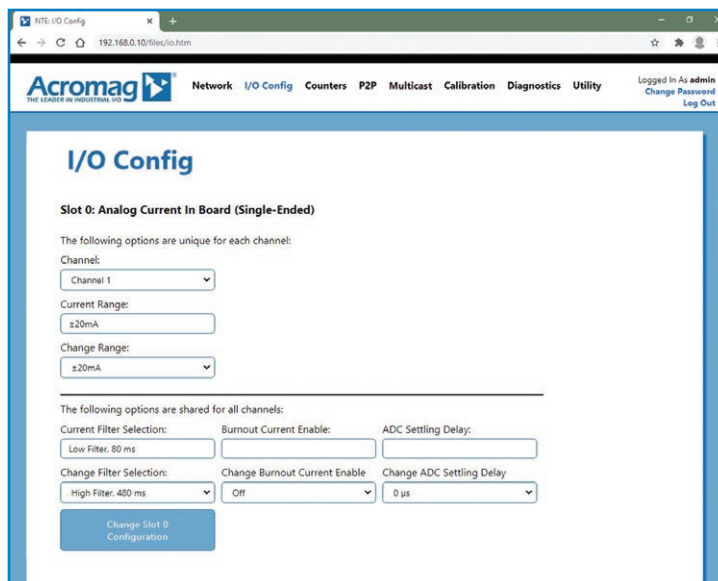 NTE: I/O Config
192.168.0.10/files/io.htm
Acromag
THE LEADER IN INDUSTRIAL I/O
Network I/O Config Counters P2P Multicast Calibration Diagnostics Utility
Logged In As admin
Change Password
Log Out
I/O Config
Slot 0: Analog Current In Board (Single-Ended)
The following options are unique for each channel:
Channel:
Channel 1
Current Range:
±20mA
Change Range:
±20mA
The following options are shared for all channels:
Current Filter Selection: Burnout Current Enable: ADC Settling Delay:
Low Filter. 80 ms
Change Filter Selection: Change Burnout Current Enable Change ADC Settling Delay
High Filter. 480 ms Off 0 µs
Change Slot 0
Configuration